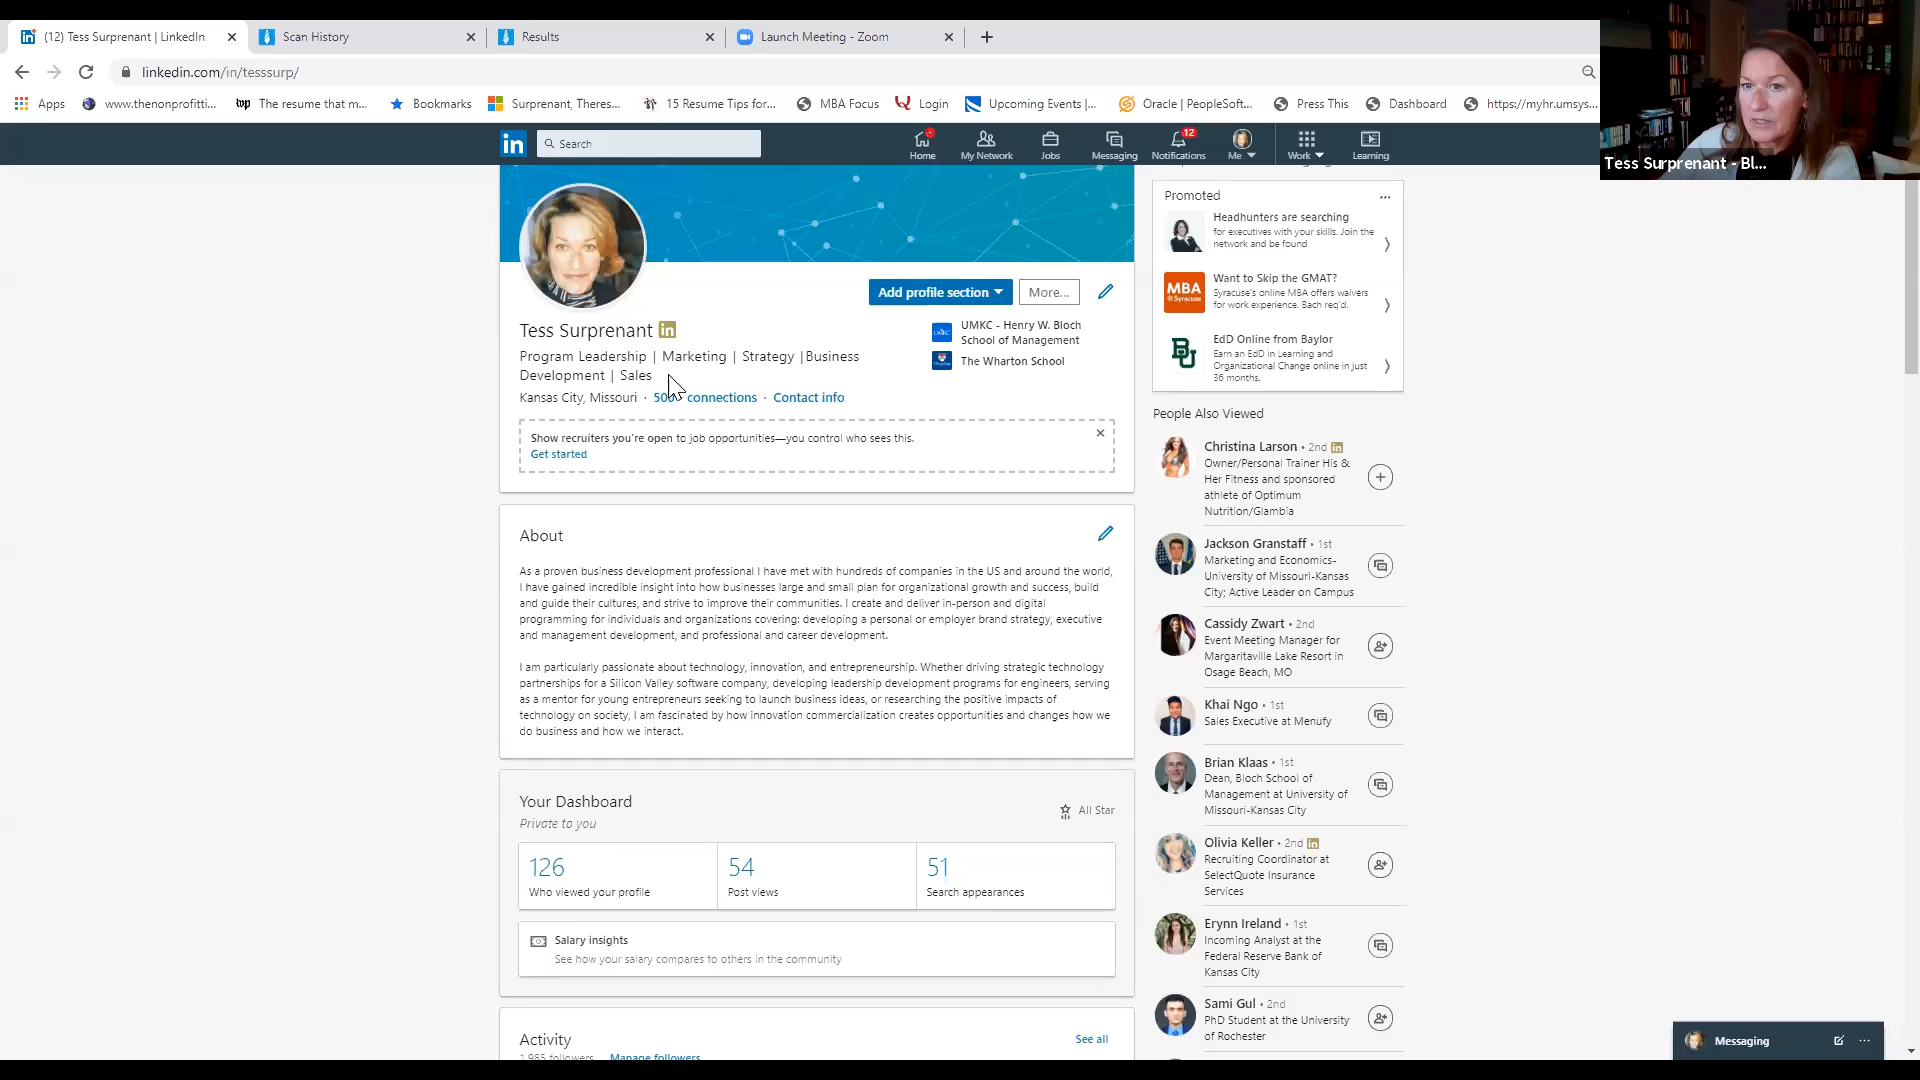 (12) Tess Surprenant | LinkedIn
Scan History
Results
Launch Meeting - Zoom
linkedin.com/in/tesssurp/
Apps
www.thenonprofitti...
The resume that m...
Bookmarks
Surprenant, Theres...
15 Resume Tips for...
MBA Focus
Login
Upcoming Events |...
Oracle | PeopleSoft...
Press This
Dashboard
https://myhr.umsys...
Tess Surprenant - Bl...
in
Search
Home
My Network
Jobs
Messaging
12
Notifications
Me
Work
Learning
Add profile section
More...
Tess Surprenant in
Program Leadership | Marketing | Strategy |Business
Development | Sales
Kansas City, Missouri · 500 connections · Contact info
UMKC - Henry W. Bloch
School of Management
The Wharton School
Show recruiters you're open to job opportunities—you control who sees this.
Get started
About
As a proven business development professional I have met with hundreds of companies in the US and around the world,
I have gained incredible insight into how businesses large and small plan for organizational growth and success, build
and guide their cultures, and strive to improve their communities. I create and deliver in-person and digital
programming for individuals and organizations covering: developing a personal or employer brand strategy, executive
and management development, and professional and career development.
I am particularly passionate about technology, innovation, and entrepreneurship. Whether driving strategic technology
partnerships for a Silicon Valley software company, developing leadership development programs for engineers, serving
as a mentor for young entrepreneurs seeking to launch business ideas, or researching the positive impacts of
technology on society, I am fascinated by how innovation commercialization creates opportunities and changes how we
do business and how we interact.
Your Dashboard
Private to you
All Star
126
Who viewed your profile
54
Post views
51
Search appearances
Salary insights
See how your salary compares to others in the community
Activity
See all
1,985 followers
Manage followers
Promoted
Headhunters are searching
for executives with your skills. Join the
network and be found
MBA
@Syracuse
Want to Skip the GMAT?
Syracuse's online MBA offers waivers
for work experience. Bach req'd.
EdD Online from Baylor
Earn an EdD in Learning and
Organizational Change online in just
36 months.
People Also Viewed
Christina Larson • 2nd in
Owner/Personal Trainer His &
Her Fitness and sponsored
athlete of Optimum
Nutrition/Glambia
Jackson Granstaff • 1st
Marketing and Economics-
University of Missouri-Kansas
City; Active Leader on Campus
Cassidy Zwart • 2nd
Event Meeting Manager for
Margaritaville Lake Resort in
Osage Beach, MO
Khai Ngo • 1st
Sales Executive at Menufy
Brian Klaas • 1st
Dean, Bloch School of
Management at University of
Missouri-Kansas City
Olivia Keller • 2nd in
Recruiting Coordinator at
SelectQuote Insurance
Services
Erynn Ireland • 1st
Incoming Analyst at the
Federal Reserve Bank of
Kansas City
Sami Gul • 2nd
PhD Student at the University
of Rochester
Messaging